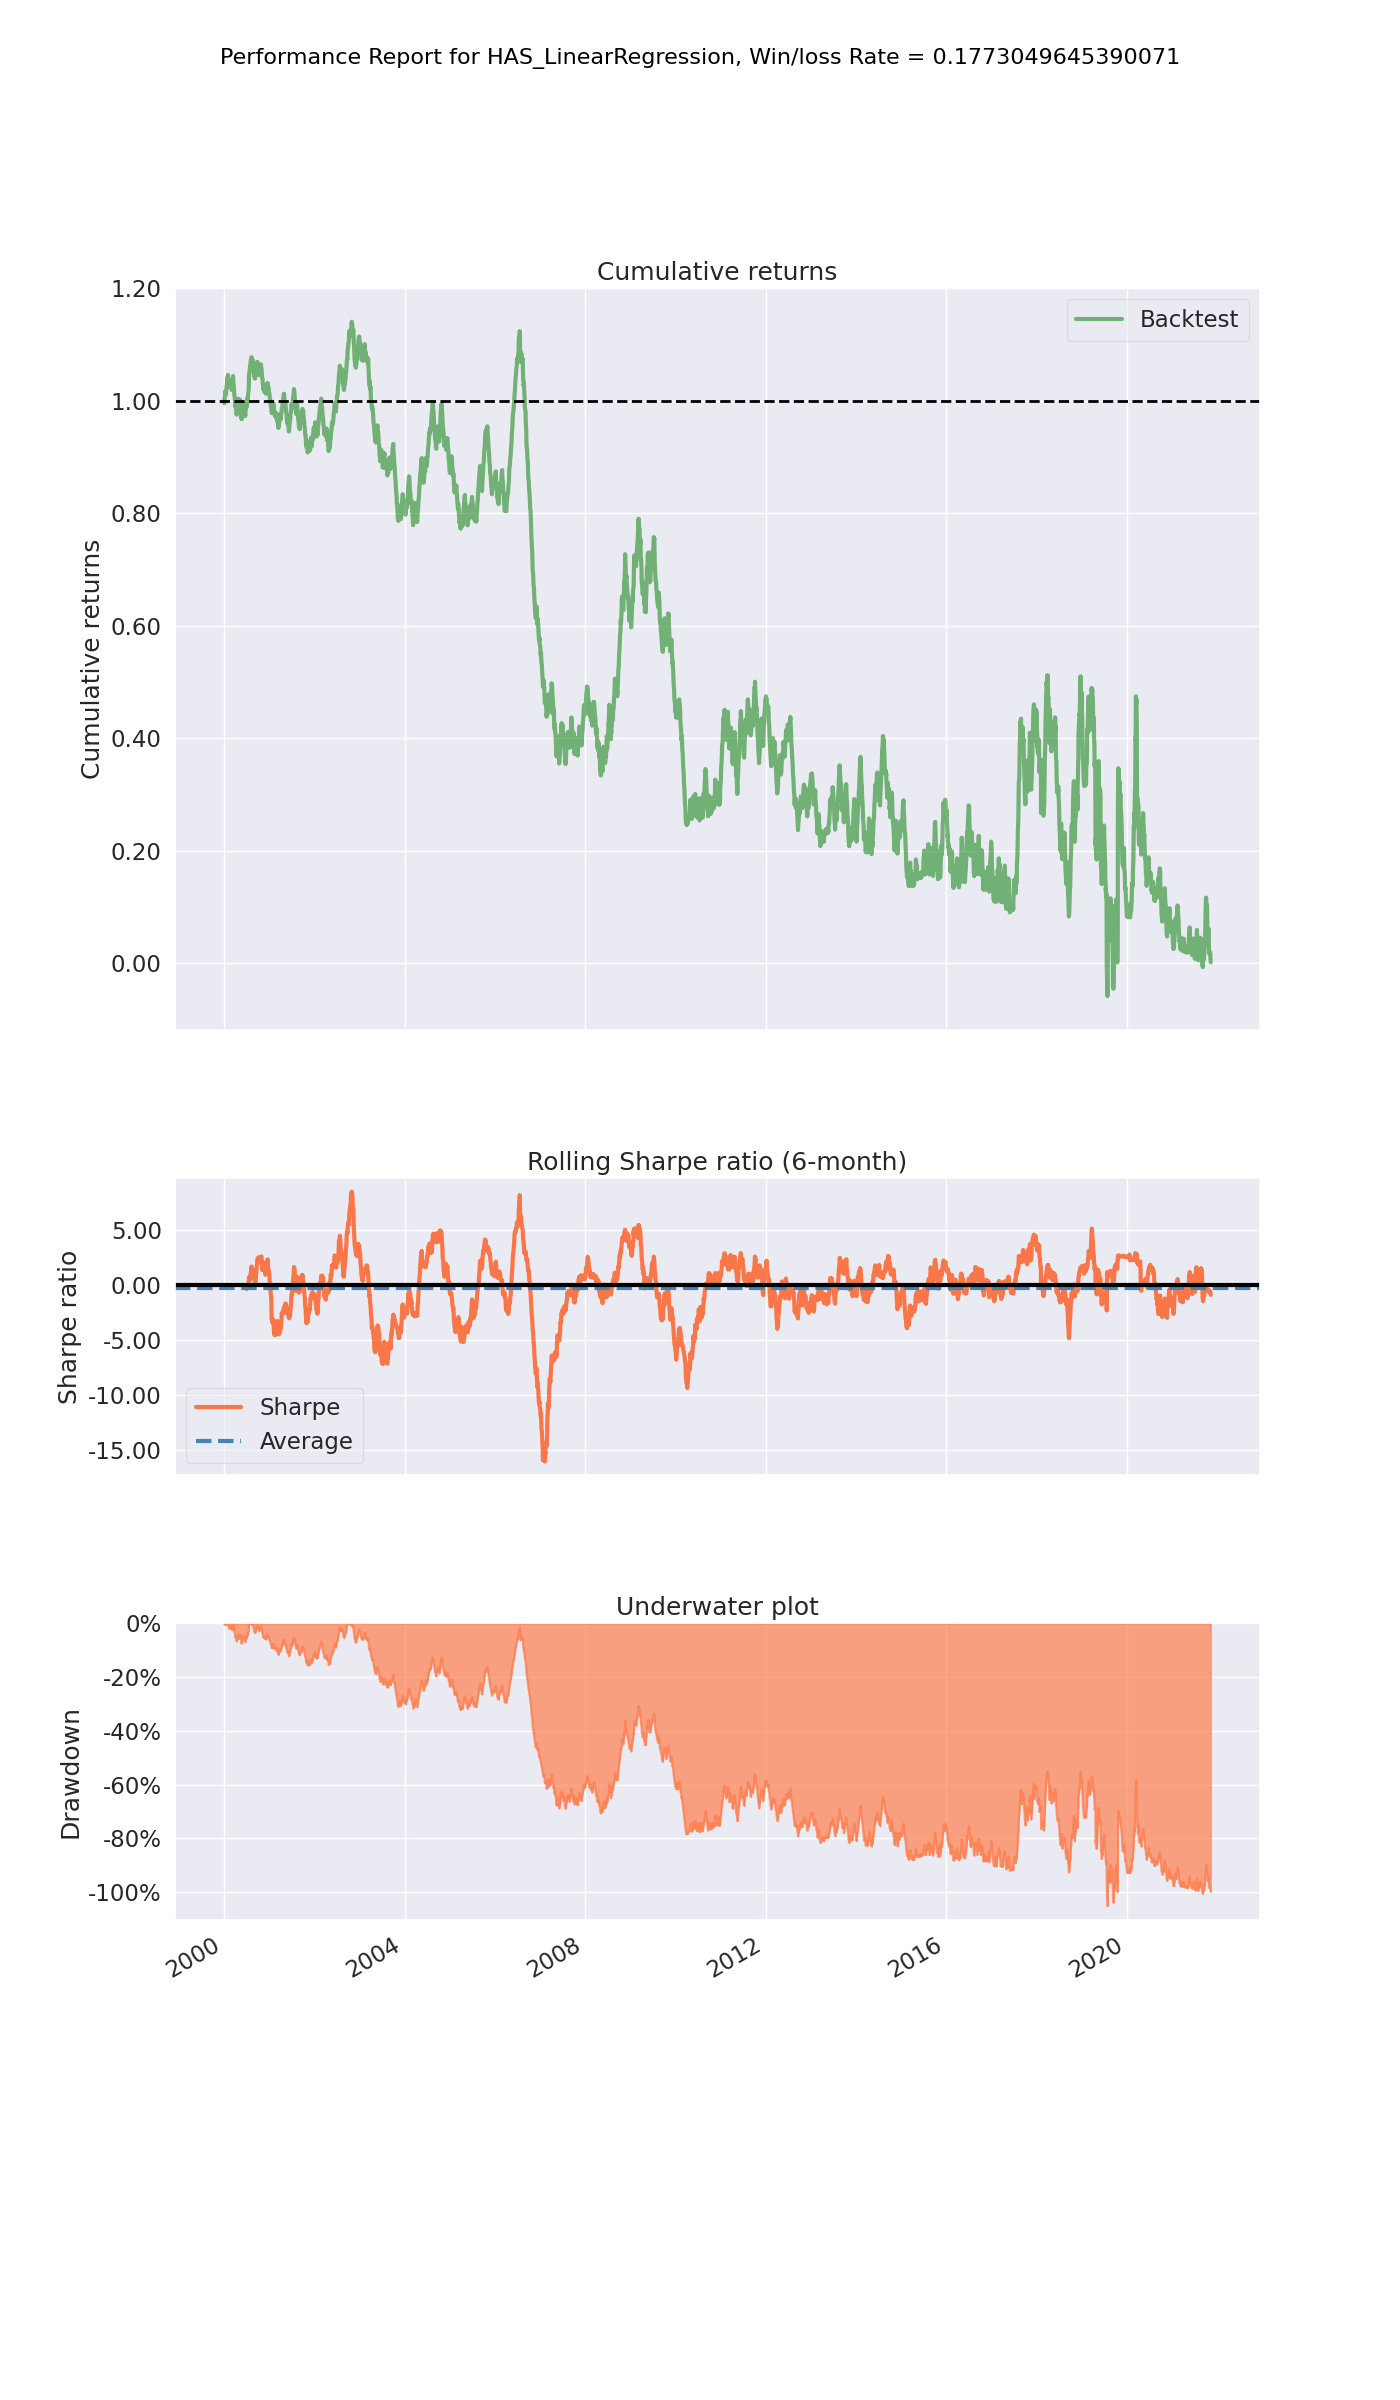 Performance Report for HAS_LinearRegression, Win/loss Rate = 0.1773049645390071
Cumulative returns
1.20
1.00
0.80
0.60
0.40
0.20
0.00
Cumulative returns
Backtest
Rolling Sharpe ratio (6-month)
5.00
0.00
-5.00
-10.00
-15.00
Sharpe ratio
Sharpe
Average
Underwater plot
0%
-20%
-40%
-60%
-80%
-100%
Drawdown
2000
2004
2008
2012
2016
2020